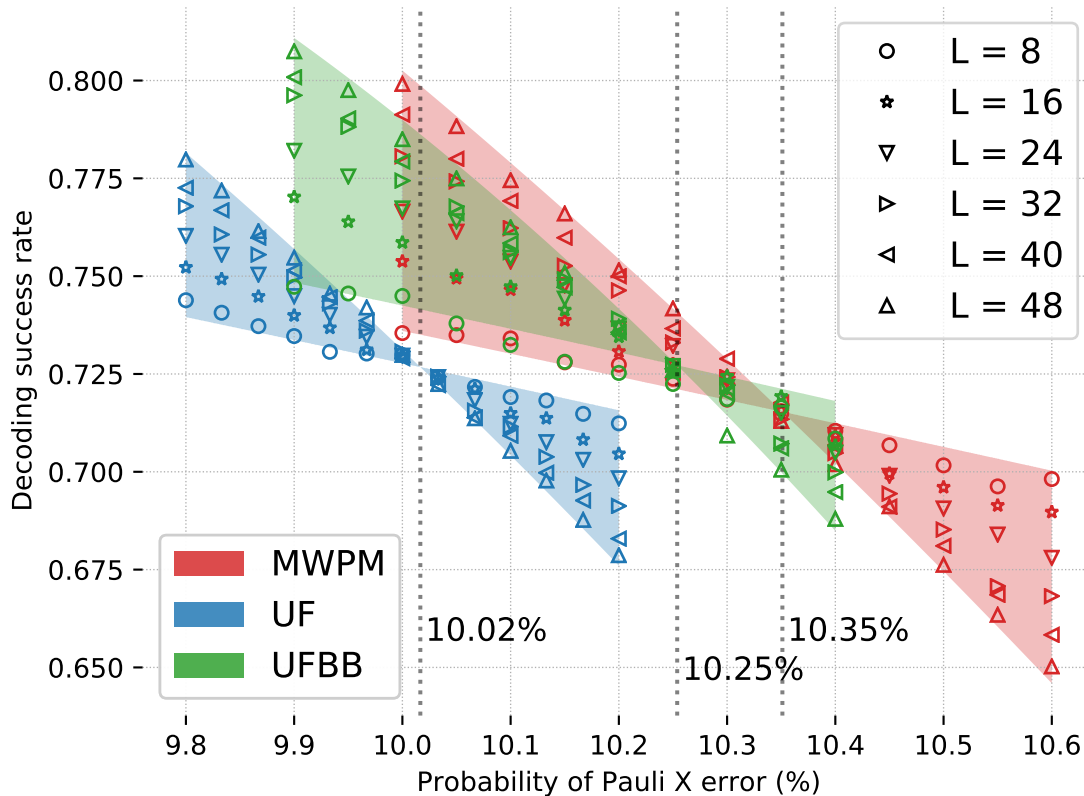 L = 8
L = 16
L = 24
L = 32
L = 40
L = 48
0.800
0.775
0.750
0.725
0.700
0.675
0.650
Decoding success rate
MWPM
UF
UFBB
10.02%
10.25%
10.35%
9.8 9.9 10.0 10.1 10.2 10.3 10.4 10.5 10.6
Probability of Pauli X error (%)